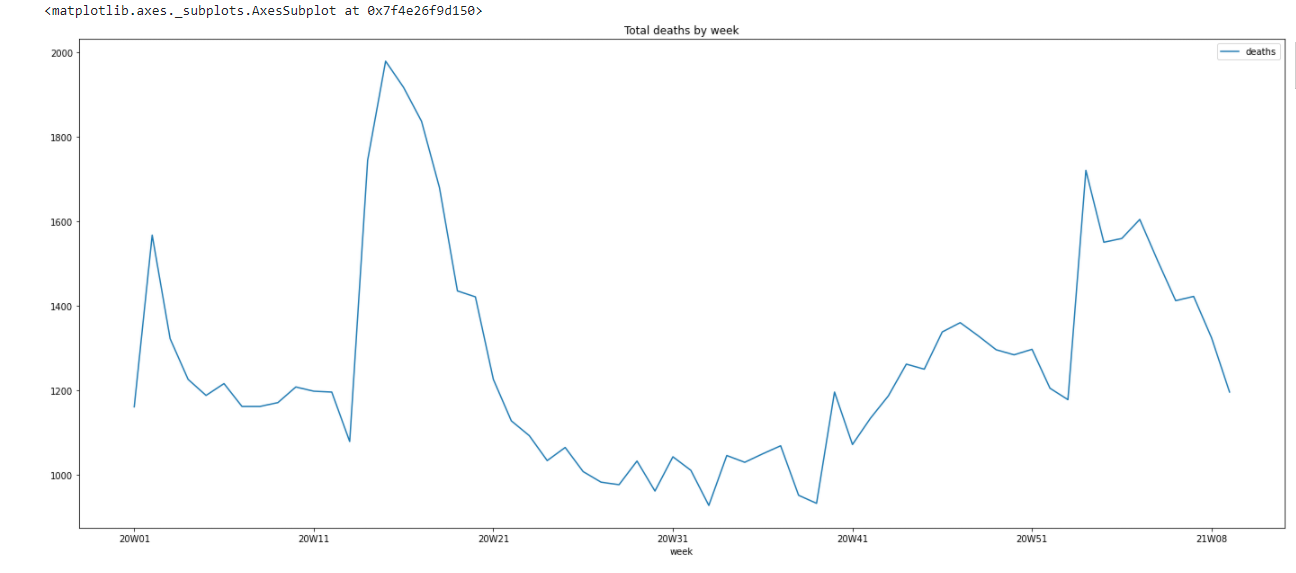 <matplotlib.axes._subplots.AxesSubplot at 0x7f4e26f9d150>
Total deaths by week
deaths
2000
1800
1600
1400
1200
1000
20W01 20W11 20W21 20W31 20W41 20W51 21W08
week